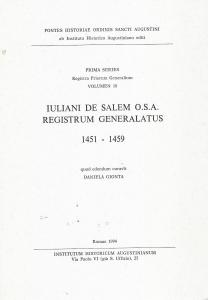 FONTES HISTORIAE ORDINIS SANCTI AUGUSTINI
ab Instituto Historico Augustiniano editi
PRIMA SERIES
Registra Priorum Generalium
VOLUMEN 10
IULIANI DE SALEM O.S.A.
REGISTRUM GENERALATUS
1451 - 1459
quod edendum curavit
DANIELA GIONTA
Romae 1994
INSTITUTUM HISTORICUM AUGUSTINIANUM
Via Paolo VI (già S. Uffizio), 25